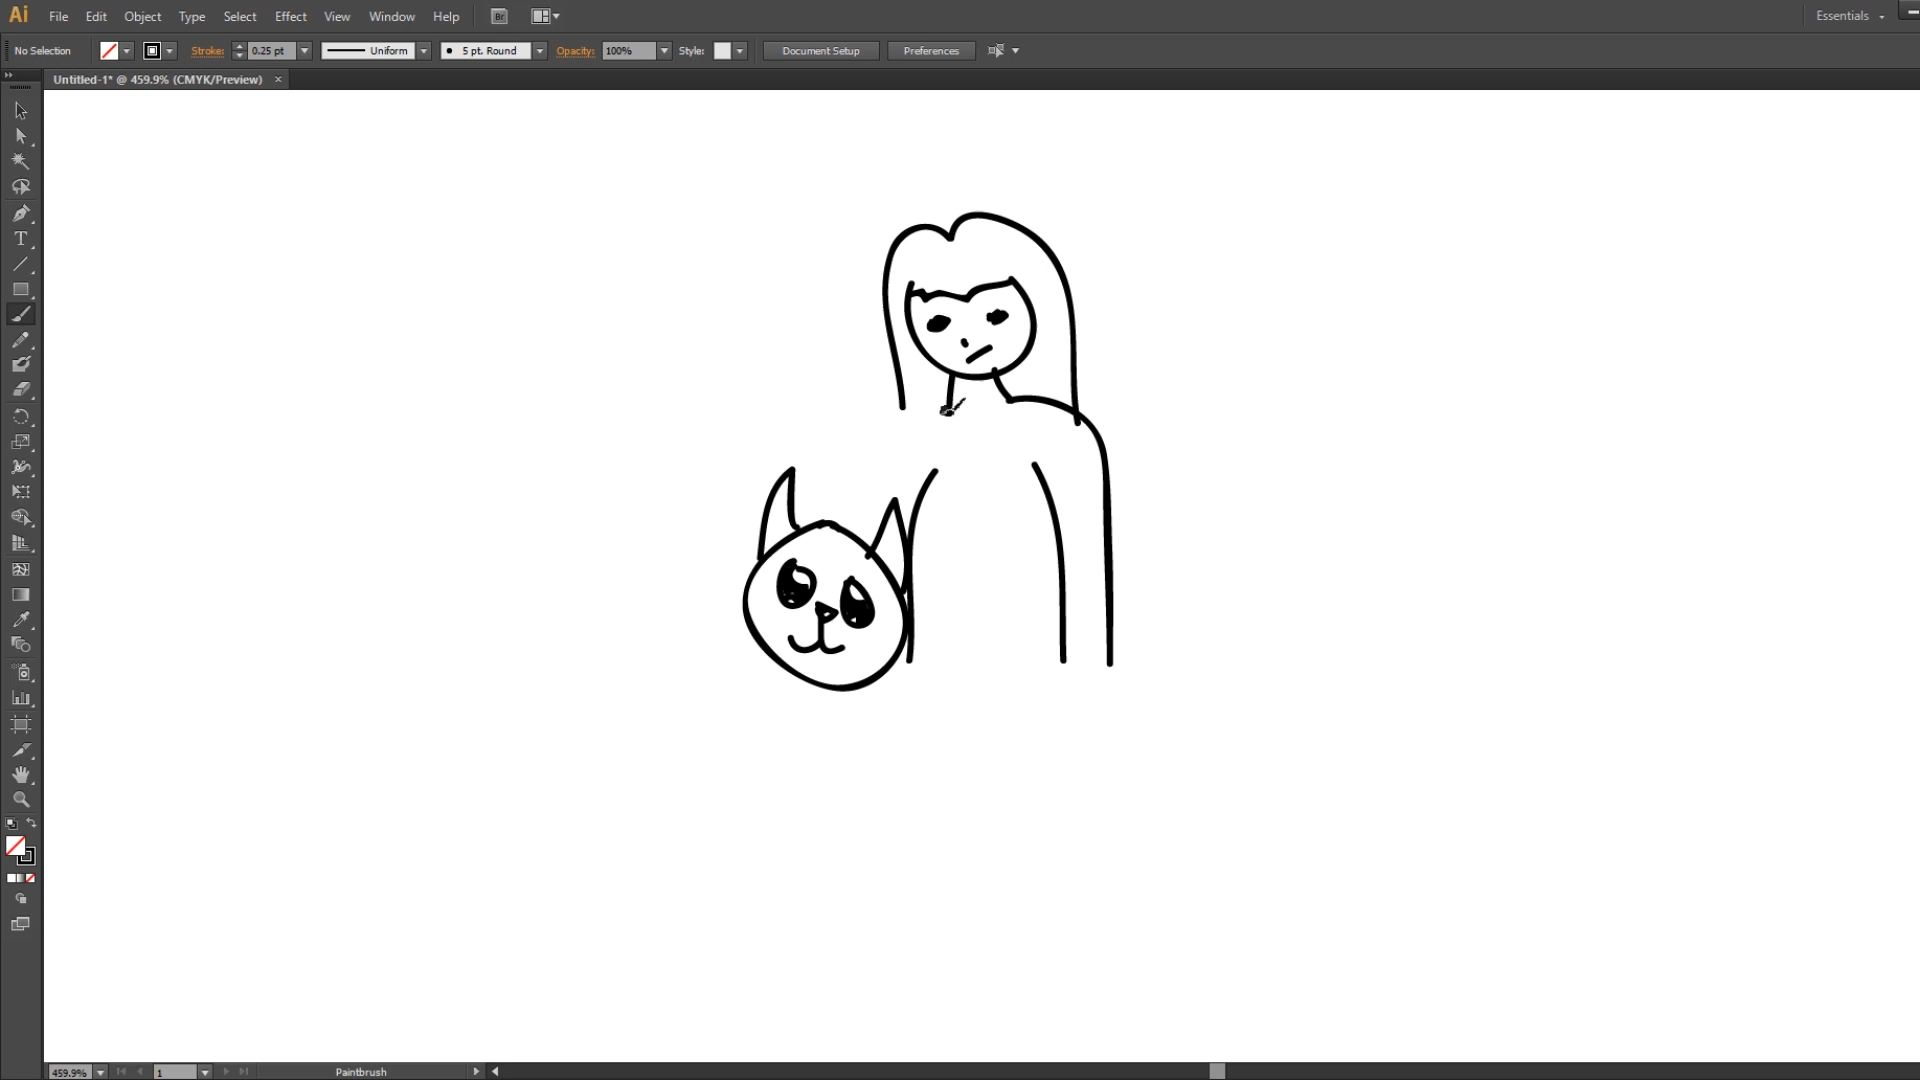 Ai File Edit Object Type Select Effect View Window Help Br Essentials
No Selection Stroke: 0.25 pt Uniform 5 pt. Round Opacity: 100% Style: Document Setup Preferences
Untitled-1* @ 459.9% (CMYK/Preview) ×
T
459.9% 1 Paintbrush